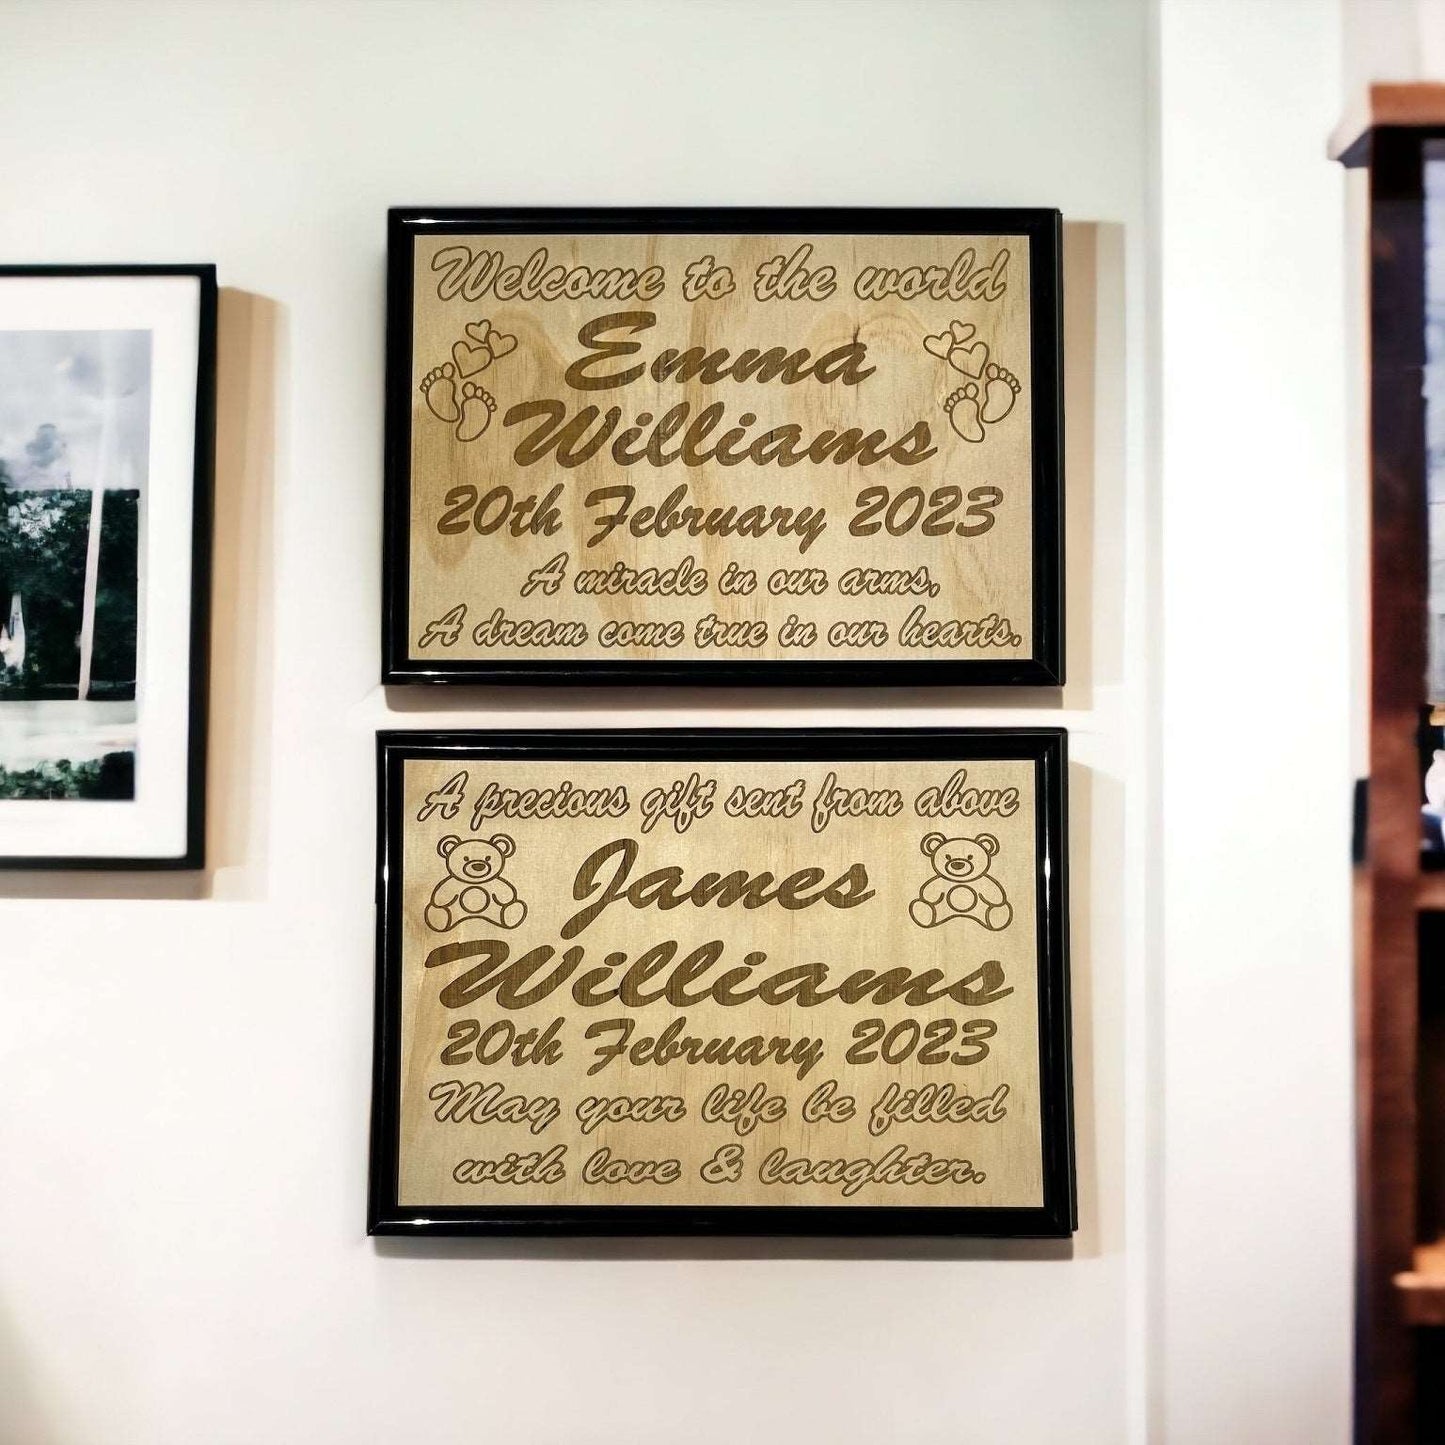 Welcome to the world
Emma
Williams
20th February 2023
A miracle in our arms,
A dream come true in our hearts.
A precious gift sent from above
James
Williams
20th February 2023
May your life be filled
with love & laughter.